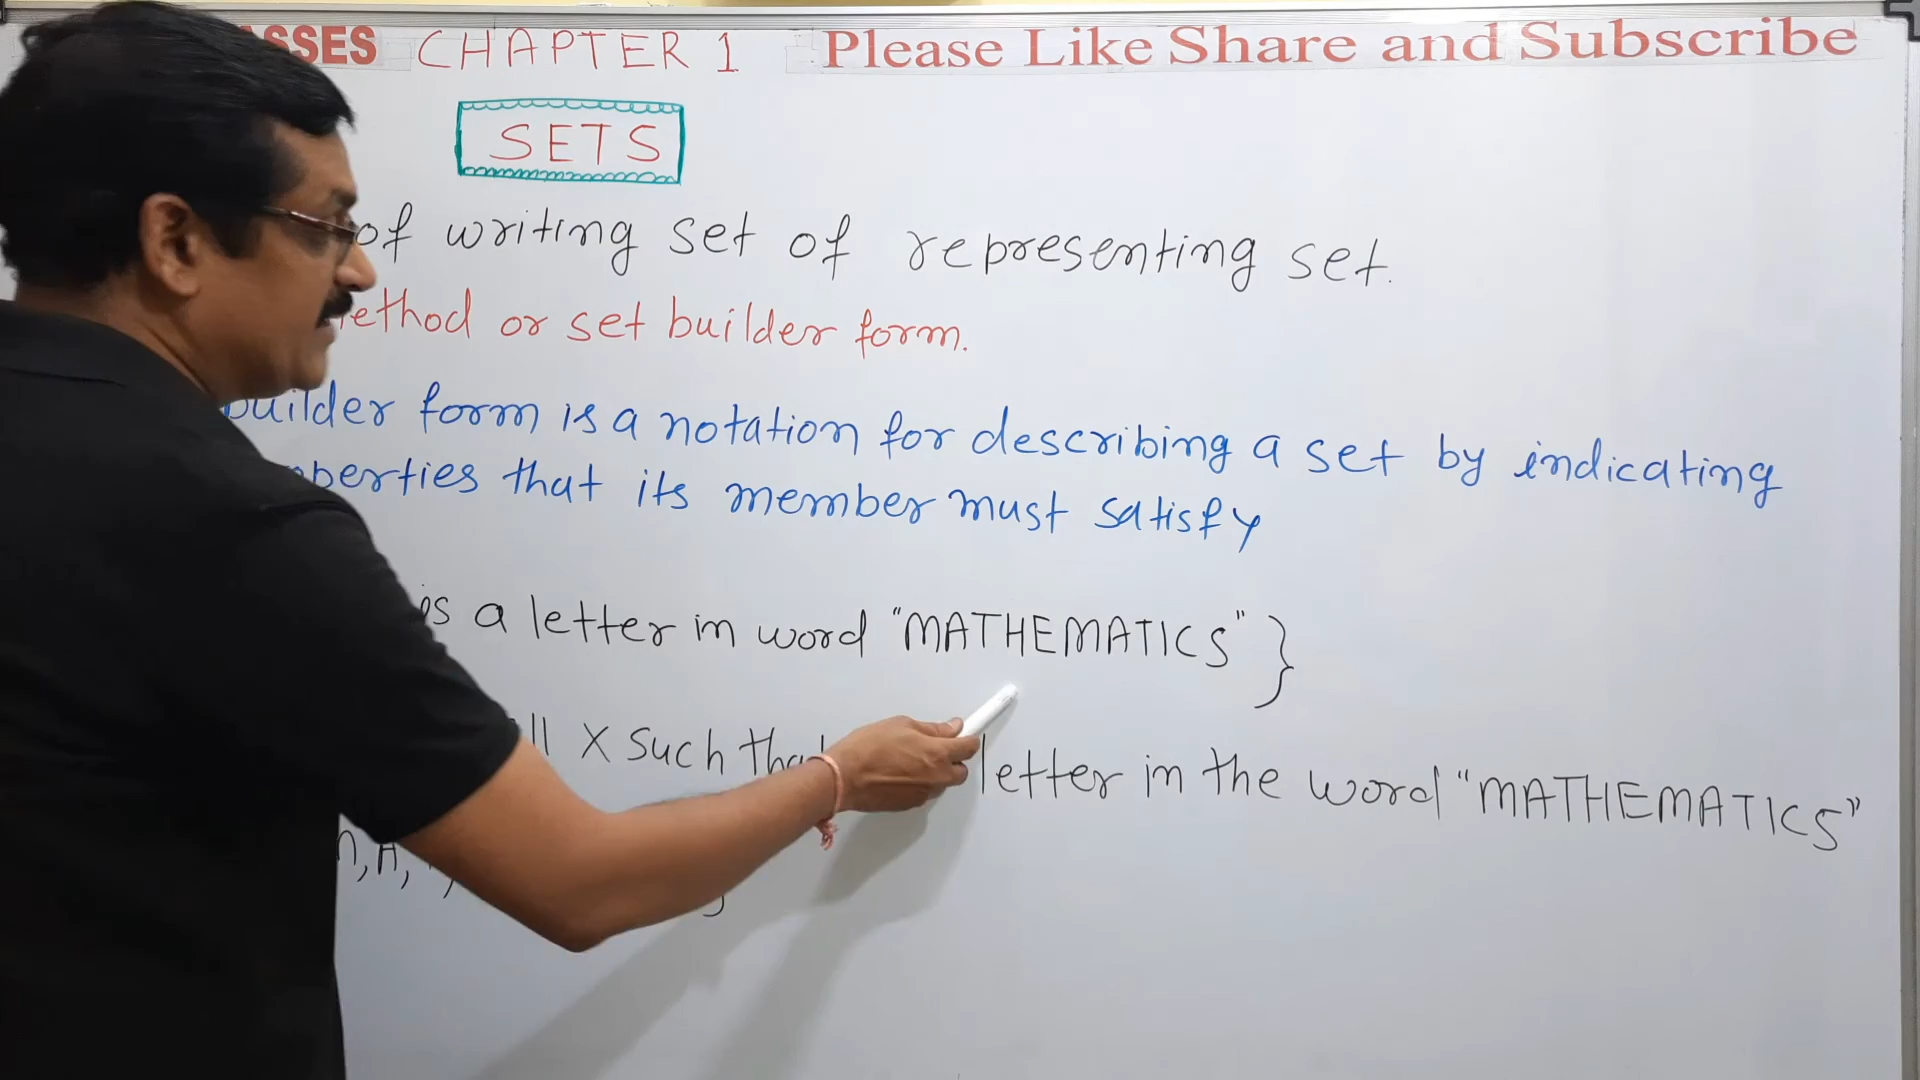 ASSES CHAPTER 1 Please Like Share and Subscribe
SETS
of writing set of representing set.
ethod or set builder form.
builder form is a notation for describing a set by indicating
perties that its member must satisfy
is a letter in word "MATHEMATICS" }
ll X such that letter in the word "MATHEMATICS"